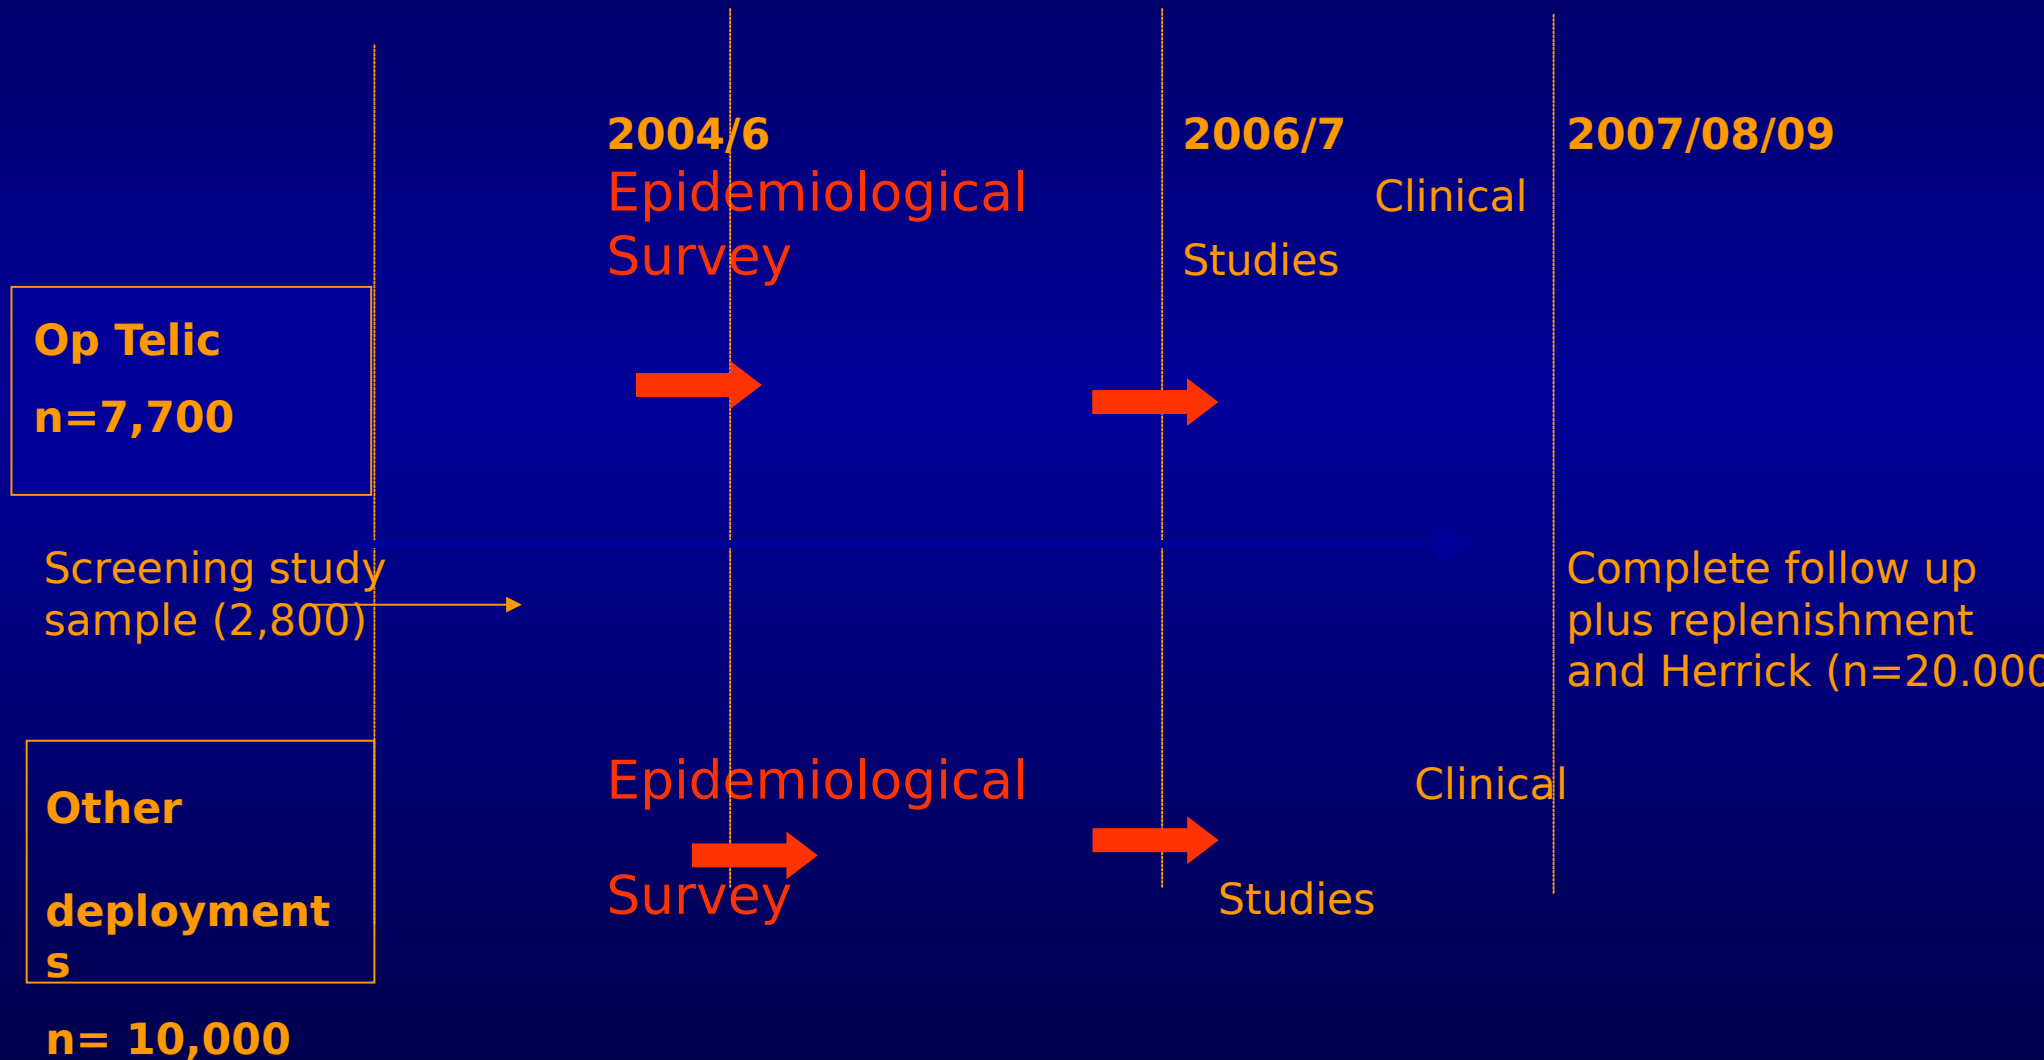 2004/6
Epidemiological
Survey
2006/7
Clinical
Studies
2007/08/09
Op Telic
n=7,700
Screening study
sample (2,800)
Complete follow up
plus replenishment
and Herrick (n=20.000
Other
deployment
s
n= 10,000
Epidemiological
Survey
Clinical
Studies